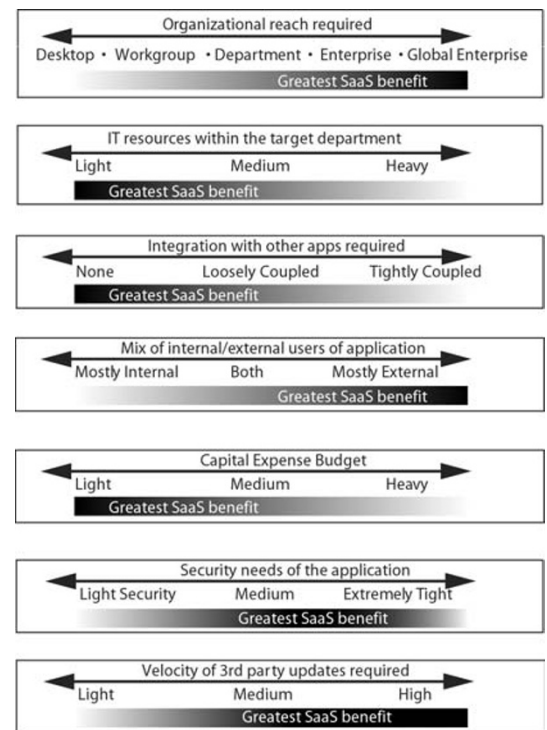 Organizational reach required
Desktop • Workgroup • Department • Enterprise • Global Enterprise
Greatest SaaS benefit
IT resources within the target department
Light Medium Heavy
Greatest SaaS benefit
Integration with other apps required
None Loosely Coupled Tightly Coupled
Greatest SaaS benefit
Mix of internal/external users of application
Mostly Internal Both Mostly External
Greatest SaaS benefit
Capital Expense Budget
Light Medium Heavy
Greatest SaaS benefit
Security needs of the application
Light Security Medium Extremely Tight
Greatest SaaS benefit
Velocity of 3rd party updates required
Light Medium High
Greatest SaaS benefit